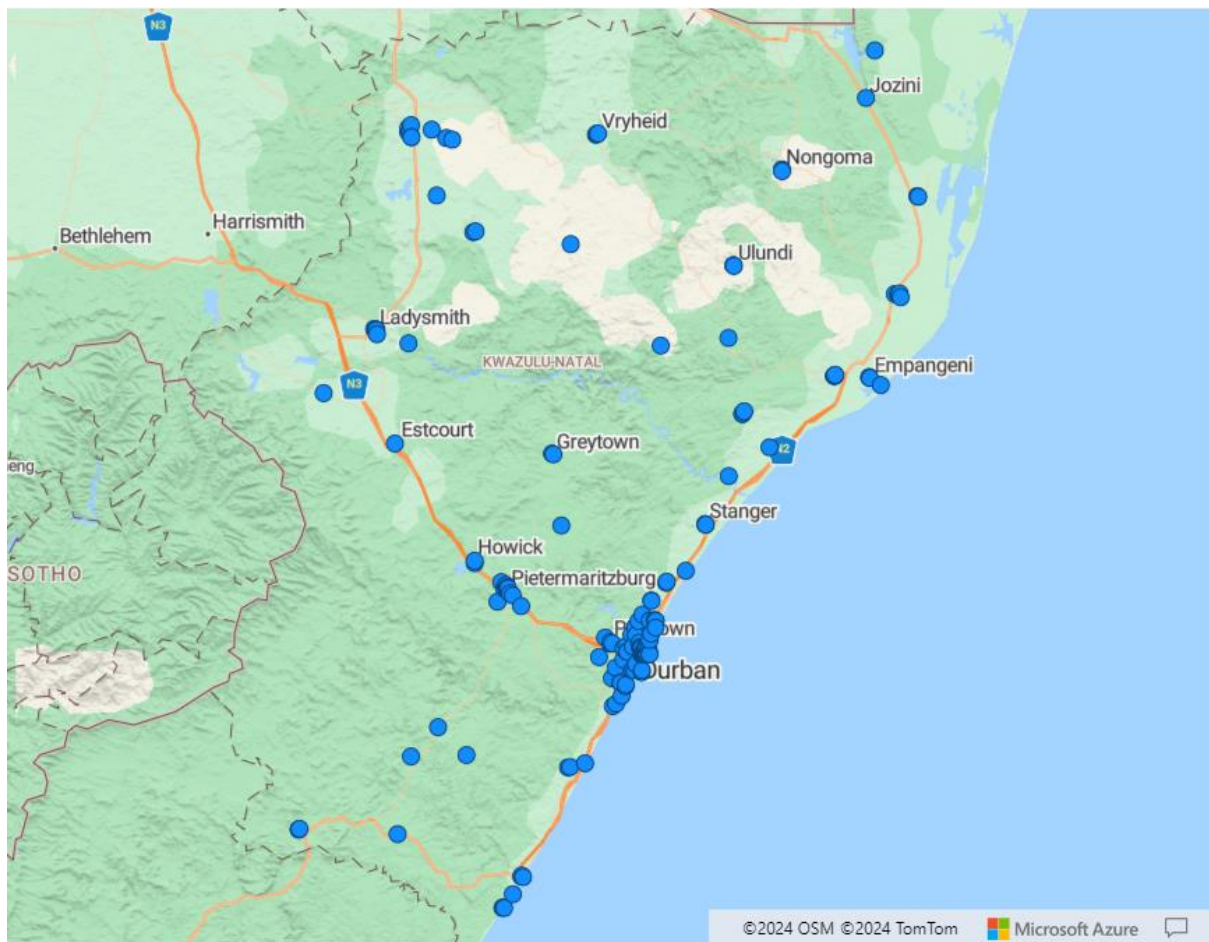 N3
Jozini
Vryheid
Nongoma
Harrismith
Bethlehem
Ulundi
Ladysmith
KWAZULU-NATAL
N3
Empangeni
Estcourt
Greytown
N2
eng
Stanger
Howick
SOTHO
Pietermaritzburg
Durban
©2024 OSM ©2024 TomTom
Microsoft Azure